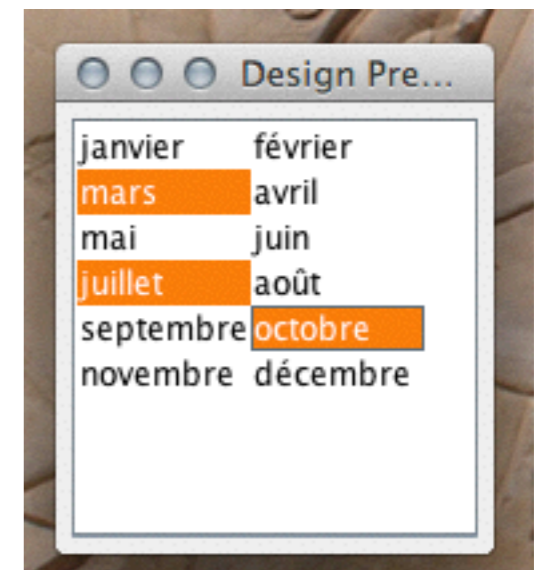 Design Pre...
janvier février
mars avril
mai juin
juillet août
septembre octobre
novembre décembre